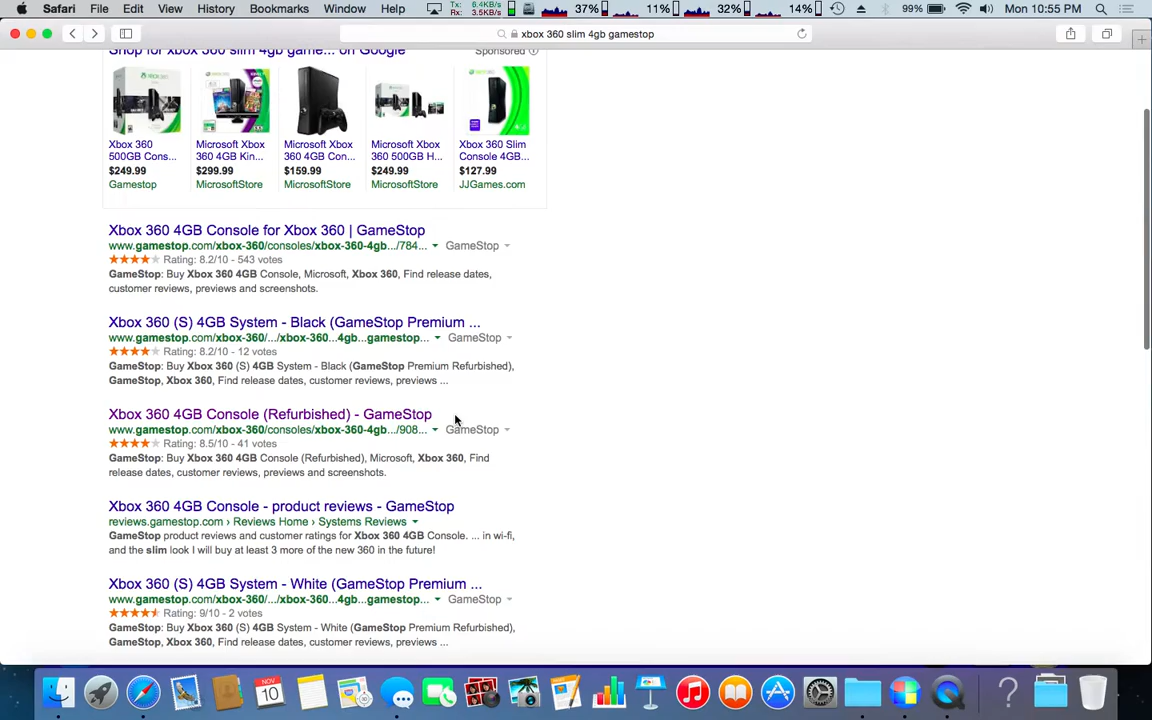 Safari File Edit View History Bookmarks Window Help Tx: 6.4KB/s Rx: 3.5KB/s 37% 11% 32% 14% 99% Mon 10:55 PM
xbox 360 slim 4gb gamestop
Shop for xbox 360 slim 4gb game... on Google Sponsored
Xbox 360 500GB Cons... $249.99 Gamestop
Microsoft Xbox 360 4GB Kin... $299.99 MicrosoftStore
Microsoft Xbox 360 4GB Con... $159.99 MicrosoftStore
Microsoft Xbox 360 500GB H... $249.99 MicrosoftStore
Xbox 360 Slim Console 4GB... $127.99 JJGames.com
Xbox 360 4GB Console for Xbox 360 | GameStop
www.gamestop.com/xbox-360/consoles/xbox-360-4gb.../784... GameStop
Rating: 8.2/10 - 543 votes
GameStop: Buy Xbox 360 4GB Console, Microsoft, Xbox 360, Find release dates,
customer reviews, previews and screenshots.
Xbox 360 (S) 4GB System - Black (GameStop Premium ...
www.gamestop.com/xbox-360/.../xbox-360...4gb...gamestop... GameStop
Rating: 8.2/10 - 12 votes
GameStop: Buy Xbox 360 (S) 4GB System - Black (GameStop Premium Refurbished),
GameStop, Xbox 360, Find release dates, customer reviews, previews ...
Xbox 360 4GB Console (Refurbished) - GameStop
www.gamestop.com/xbox-360/consoles/xbox-360-4gb.../908... GameStop
Rating: 8.5/10 - 41 votes
GameStop: Buy Xbox 360 4GB Console (Refurbished), Microsoft, Xbox 360, Find
release dates, customer reviews, previews and screenshots.
Xbox 360 4GB Console - product reviews - GameStop
reviews.gamestop.com › Reviews Home › Systems Reviews
GameStop product reviews and customer ratings for Xbox 360 4GB Console. ... in wi-fi,
and the slim look I will buy at least 3 more of the new 360 in the future!
Xbox 360 (S) 4GB System - White (GameStop Premium ...
www.gamestop.com/xbox-360/.../xbox-360...4gb...gamestop... GameStop
Rating: 9/10 - 2 votes
GameStop: Buy Xbox 360 (S) 4GB System - White (GameStop Premium Refurbished),
GameStop, Xbox 360, Find release dates, customer reviews, previews ...
NOV
10